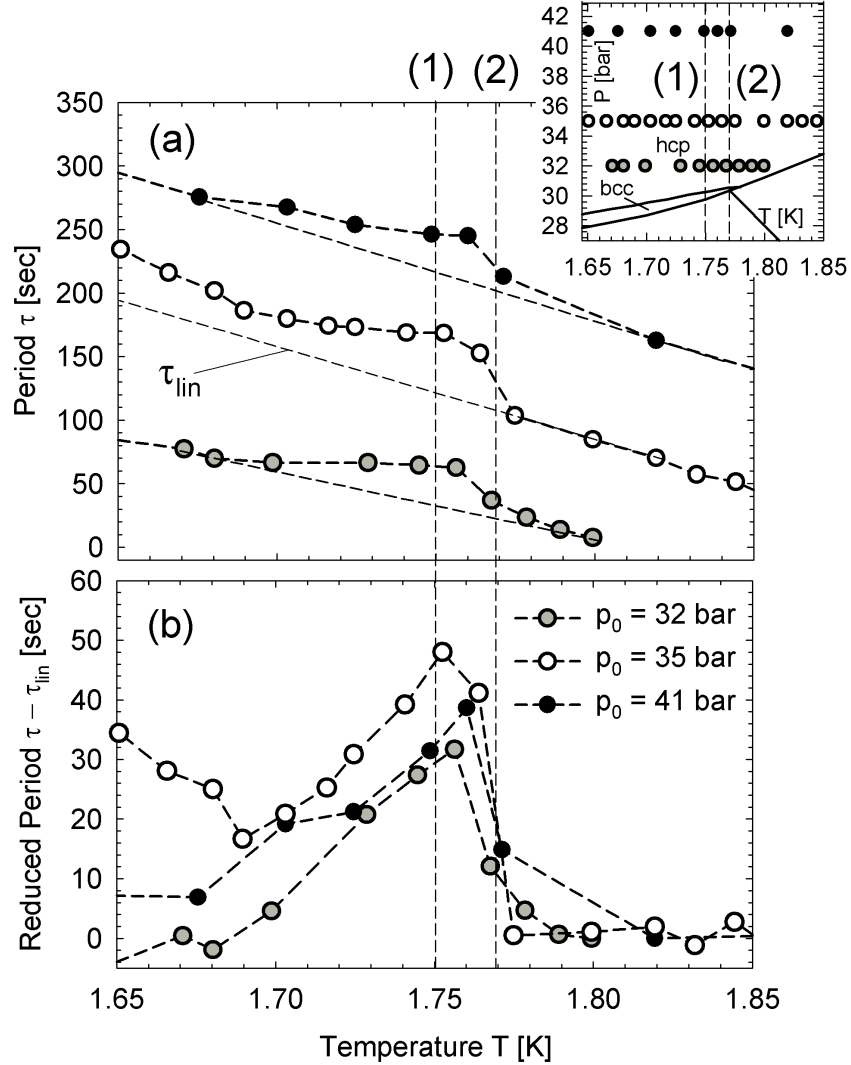 42
40
38
36
34
32
30
28
P [bar]
(1)
(2)
hcp
bcc
T [K]
1.65
1.70
1.75
1.80
1.85
(1)
(2)
(a)
350
300
250
200
150
100
50
0
Period τ [sec]
τlin
(b)
60
50
40
30
20
10
0
Reduced Period τ − τlin [sec]
p0 = 32 bar
p0 = 35 bar
p0 = 41 bar
1.65
1.70
1.75
1.80
1.85
Temperature T [K]